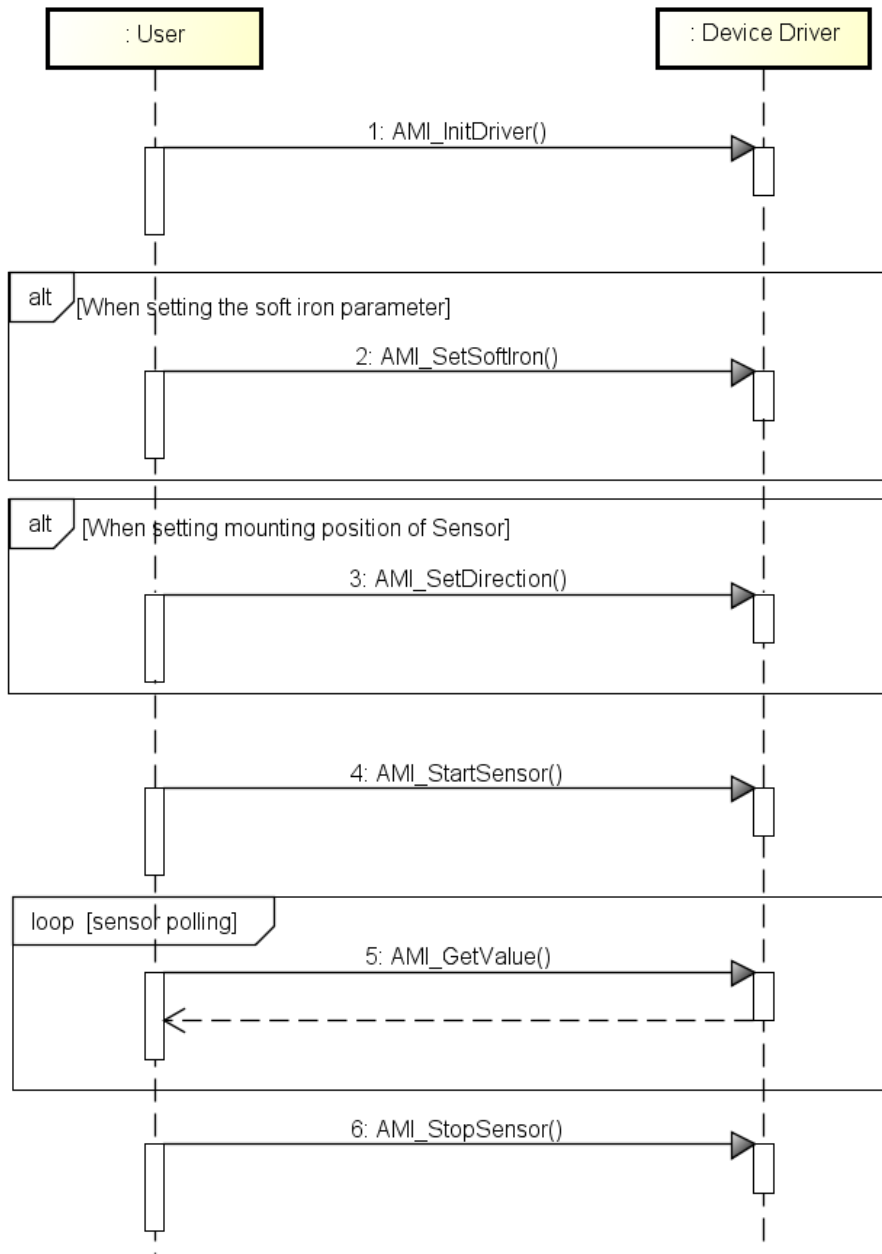 : User
: Device Driver
1: AMI_InitDriver()
alt
[When setting the soft iron parameter]
2: AMI_SetSoftIron()
alt
[When setting mounting position of Sensor]
3: AMI_SetDirection()
4: AMI_StartSensor()
loop [sensor polling]
5: AMI_GetValue()
6: AMI_StopSensor()